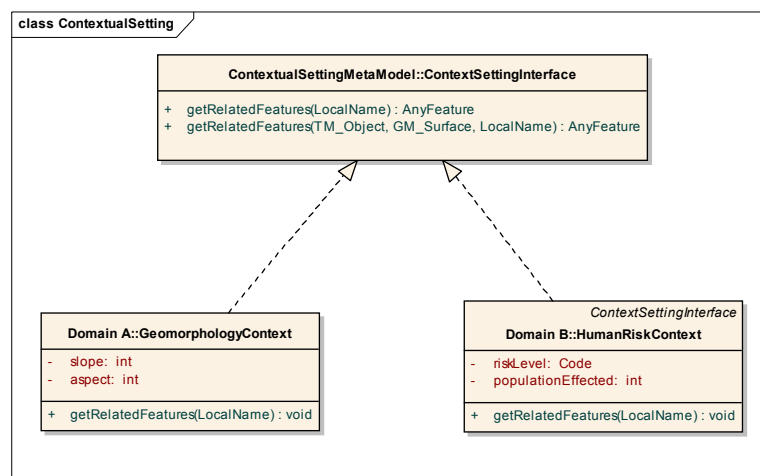 class ContextualSetting
ContextualSettingMetaModel::ContextSettingInterface
+ getRelatedFeatures(LocalName) : AnyFeature
+ getRelatedFeatures(TM_Object, GM_Surface, LocalName) : AnyFeature
Domain A::GeomorphologyContext
- slope: int
- aspect: int
+ getRelatedFeatures(LocalName) : void
ContextSettingInterface
Domain B::HumanRiskContext
- riskLevel: Code
- populationEffected: int
+ getRelatedFeatures(LocalName) : void